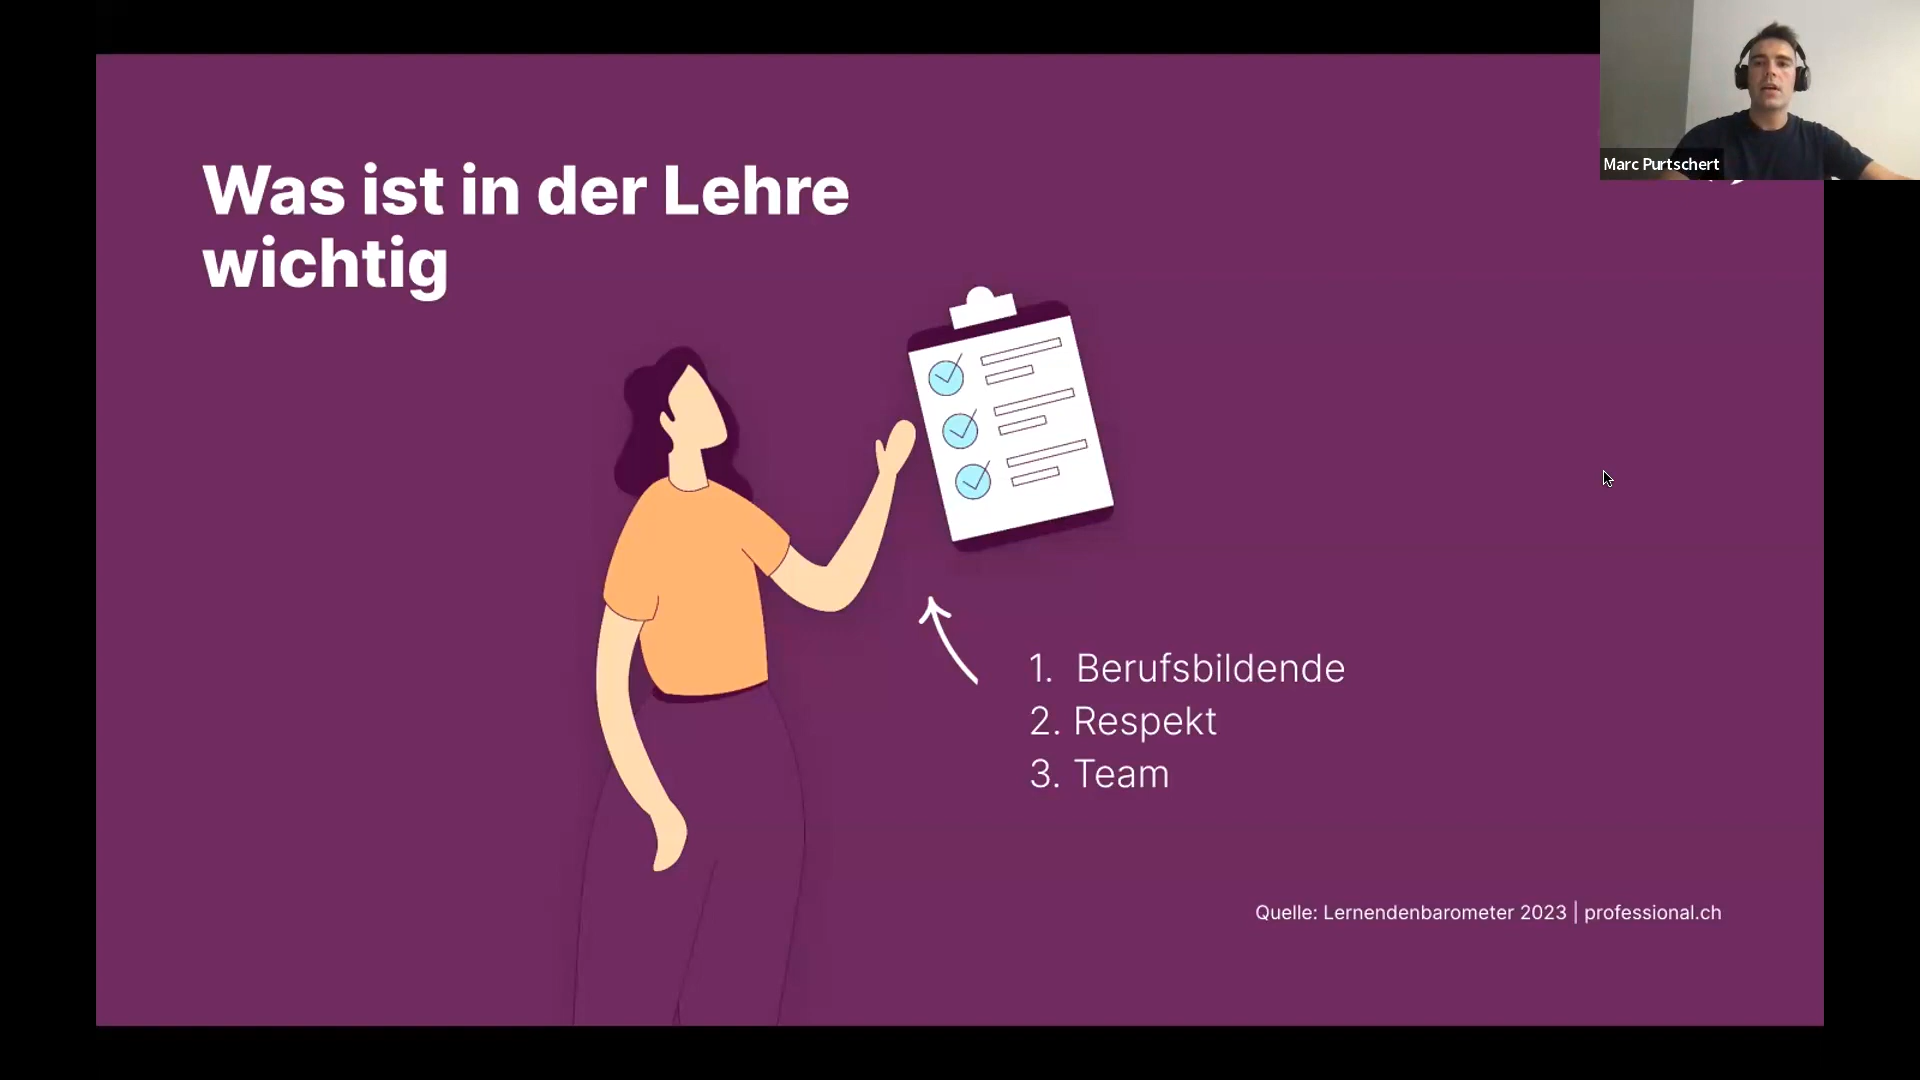 Marc Purtschert
Was ist in der Lehre
wichtig
1. Berufsbildende
2. Respekt
3. Team
Quelle: Lernendenbarometer 2023 | professional.ch